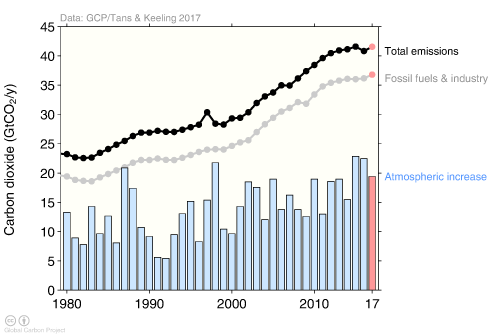 Data: GCP/Tans & Keeling 2017
45
40
35
30
25
20
15
10
5
0
Carbon dioxide (GtCO₂/y)
Total emissions
Fossil fuels & industry
Atmospheric increase
1980 1990 2000 2010 17
cc
Global Carbon Project